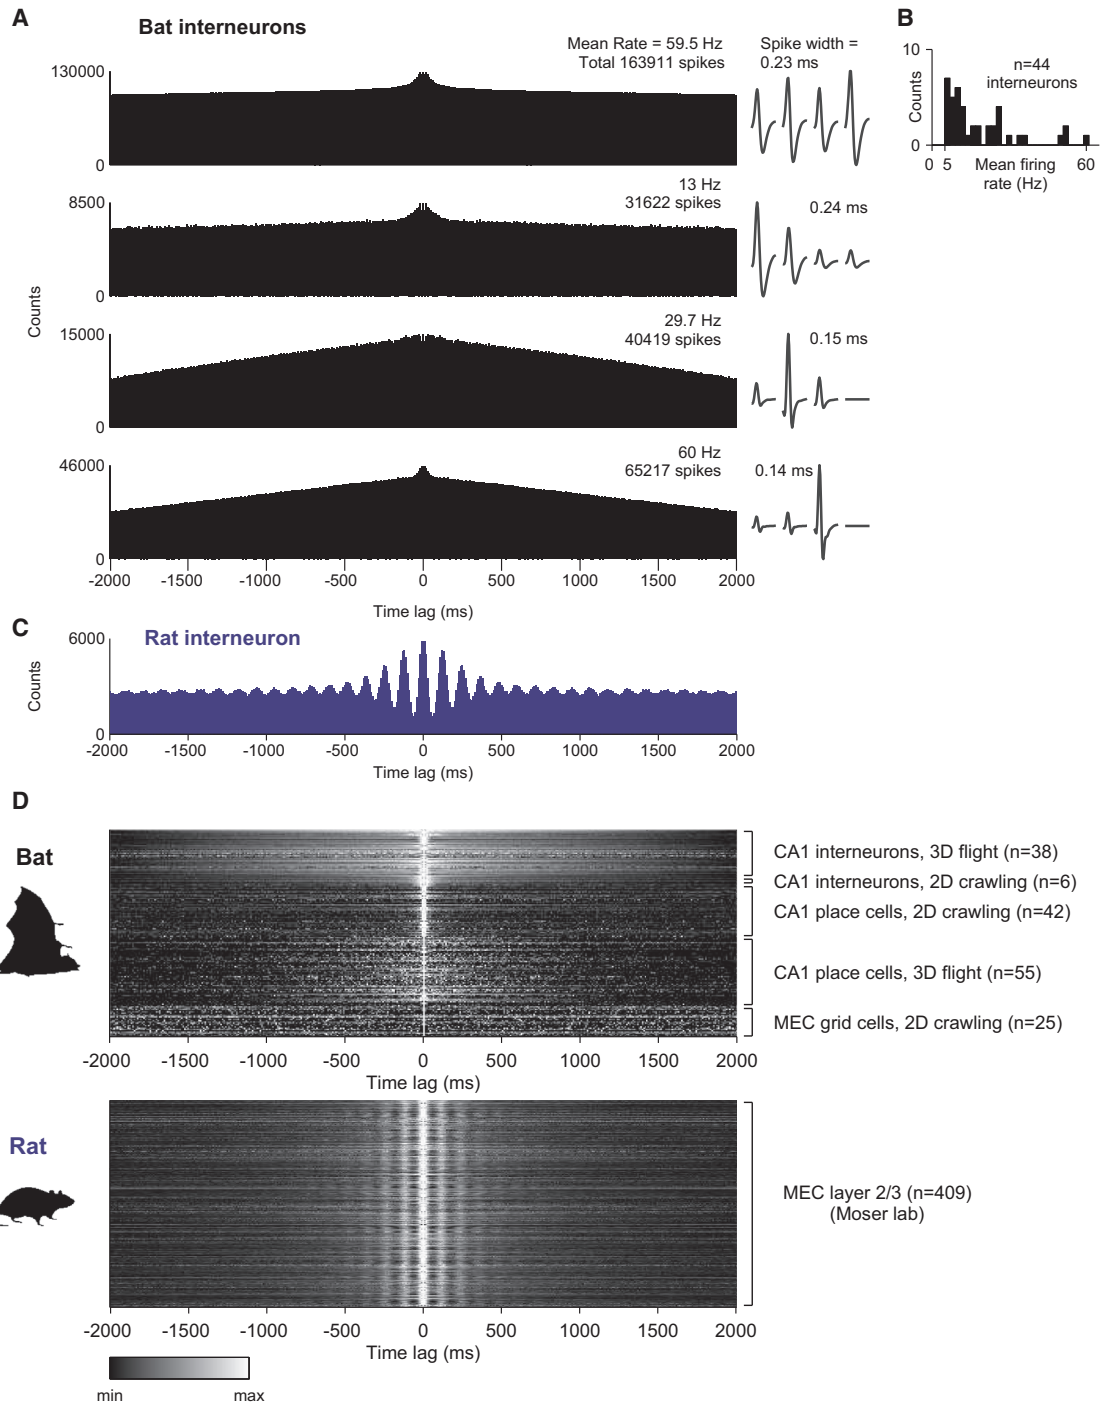 A
Bat interneurons
Mean Rate = 59.5 Hz
Total 163911 spikes
Spike width =
0.23 ms
130000
0
13 Hz
31622 spikes
0.24 ms
8500
0
Counts
29.7 Hz
40419 spikes
0.15 ms
15000
0
60 Hz
65217 spikes
0.14 ms
46000
0
-2000 -1500 -1000 -500 0 500 1000 1500 2000
Time lag (ms)
B
10
n=44
interneurons
Counts
0
0 5 Mean firing 60
rate (Hz)
C
Rat interneuron
6000
Counts
0
-2000 -1500 -1000 -500 0 500 1000 1500 2000
Time lag (ms)
D
Bat
CA1 interneurons, 3D flight (n=38)
CA1 interneurons, 2D crawling (n=6)
CA1 place cells, 2D crawling (n=42)
CA1 place cells, 3D flight (n=55)
MEC grid cells, 2D crawling (n=25)
-2000 -1500 -1000 -500 0 500 1000 1500 2000
Time lag (ms)
Rat
MEC layer 2/3 (n=409)
(Moser lab)
-2000 -1500 -1000 -500 0 500 1000 1500 2000
Time lag (ms)
min max